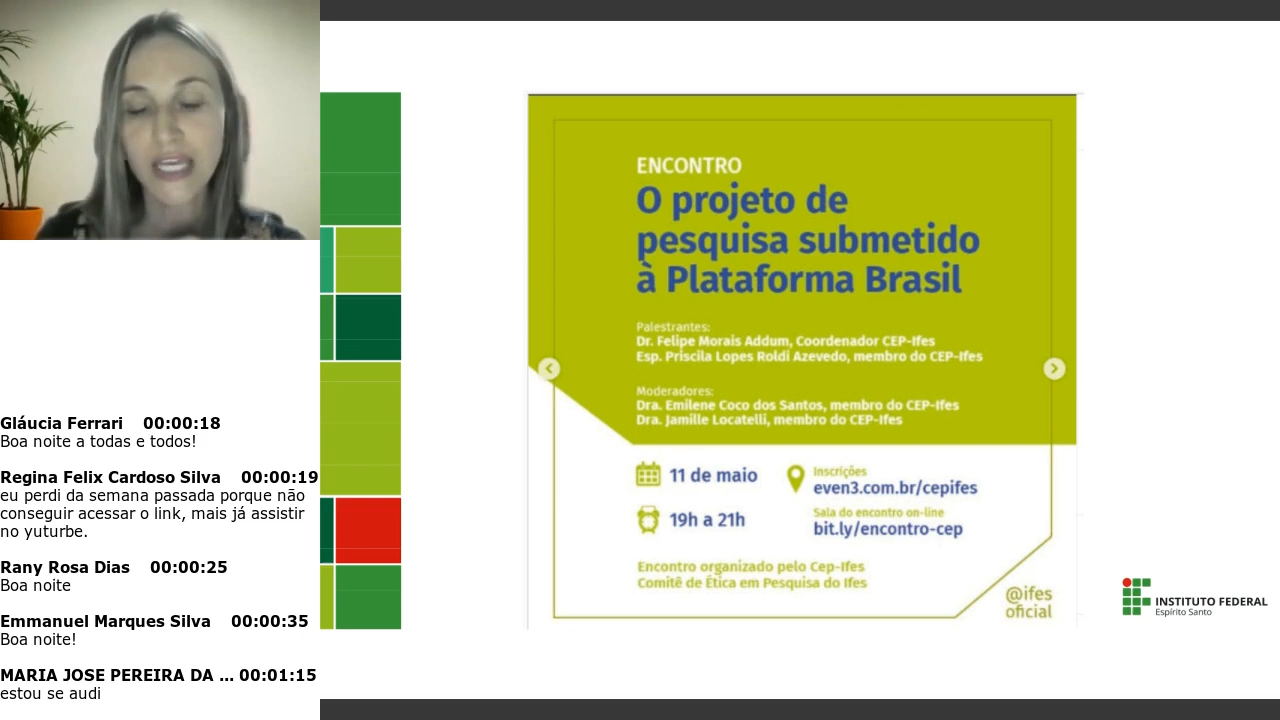 Gláucia Ferrari 00:00:18
Boa noite a todas e todos!
Regina Felix Cardoso Silva 00:00:19
eu perdi da semana passada porque não
conseguir acessar o link, mais já assistir
no yuturbe.
Rany Rosa Dias 00:00:25
Boa noite
Emmanuel Marques Silva 00:00:35
Boa noite!
MARIA JOSE PEREIRA DA ... 00:01:15
estou se audi
ENCONTRO
O projeto de
pesquisa submetido
à Plataforma Brasil
Palestrantes:
Dr. Felipe Morais Addum, Coordenador CEP-Ifes
Esp. Priscila Lopes Roldi Azevedo, membro do CEP-Ifes
Moderadores:
Dra. Emilene Coco dos Santos, membro do CEP-Ifes
Dra. Jamille Locatelli, membro do CEP-Ifes
11 de maio
19h a 21h
Inscrições
even3.com.br/cepifes
Sala do encontro on-line
bit.ly/encontro-cep
Encontro organizado pelo Cep-Ifes
Comitê de Ética em Pesquisa do Ifes
@ifes
oficial
INSTITUTO FEDERAL
Espírito Santo